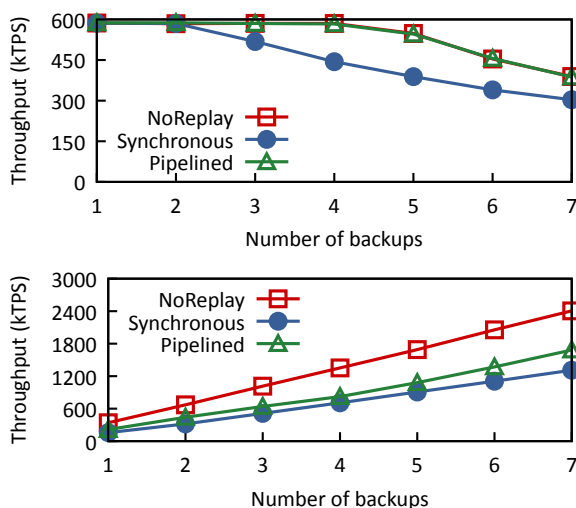 Throughput (kTPS)
600
450
300
150
0
NoReplay
Synchronous
Pipelined
1 2 3 4 5 6 7
Number of backups
Throughput (kTPS)
3000
2400
1800
1200
600
0
NoReplay
Synchronous
Pipelined
1 2 3 4 5 6 7
Number of backups